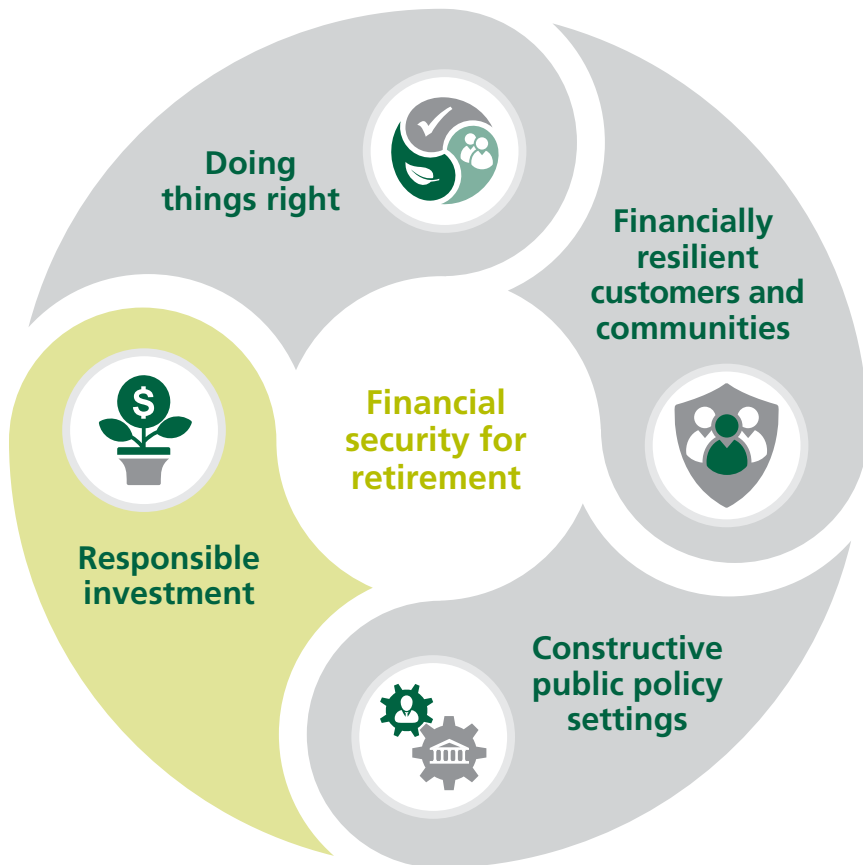 Doing
things right
Financially
resilient
customers and
communities
Financial
security for
retirement
$
Responsible
investment
Constructive
public policy
settings